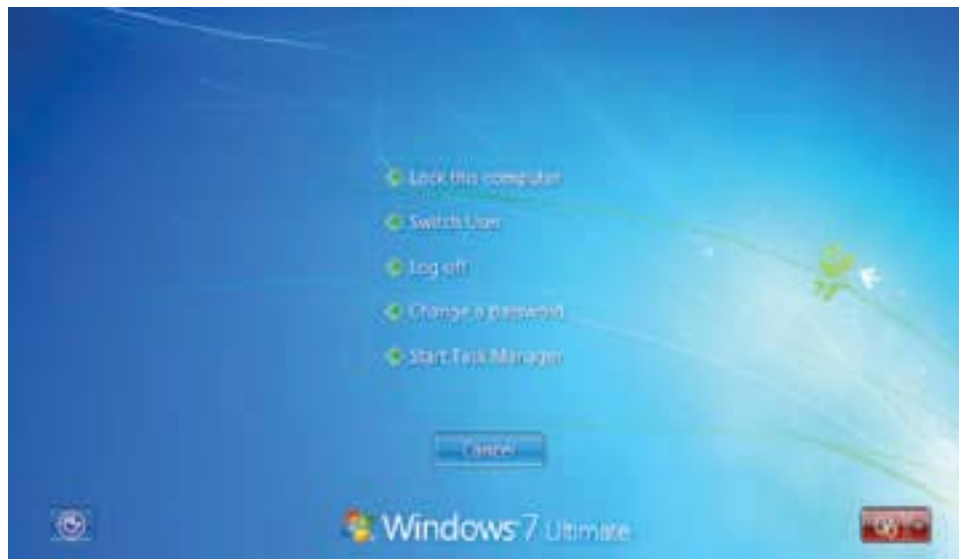 Lock this computer
Switch User
Log off
Change a password
Start Task Manager
Cancel
Windows 7 Ultimate